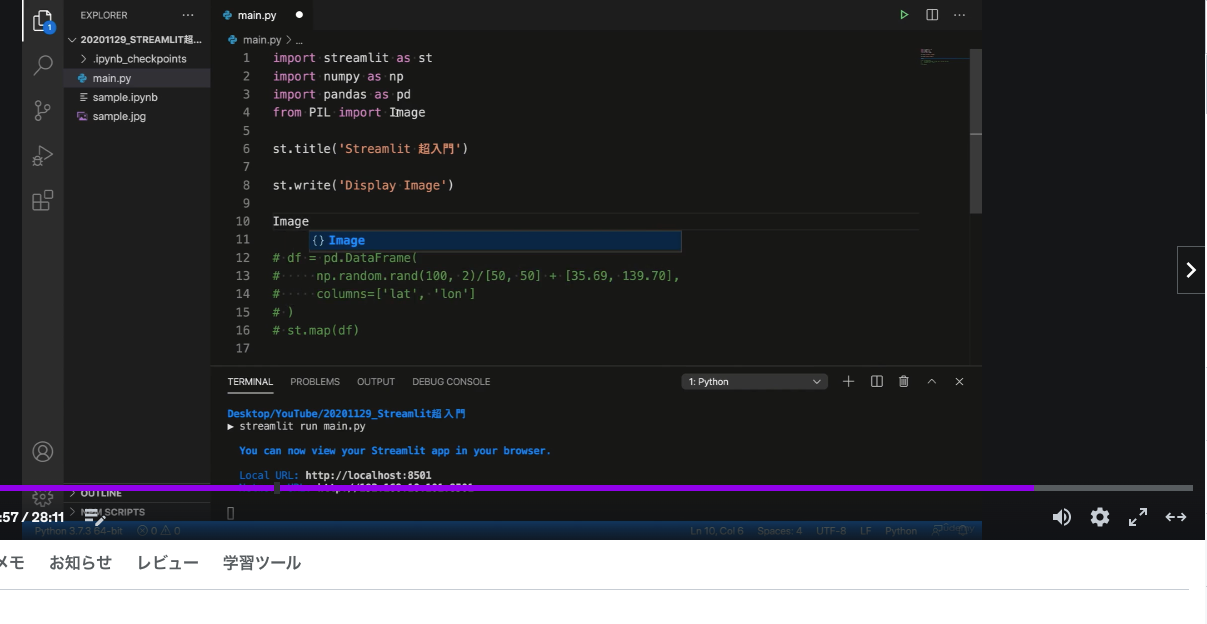 1
EXPLORER
20201129_STREAMLIT超...
.ipynb_checkpoints
main.py
sample.ipynb
sample.jpg
OUTLINE
SCRIPTS
main.py
main.py > ...
1 import streamlit as st
2 import numpy as np
3 import pandas as pd
4 from PIL import Image
5
6 st.title('Streamlit 超入門')
7
8 st.write('Display Image')
9
10 Image
{} Image
11
12 # df = pd.DataFrame(
13 #     np.random.rand(100, 2)/[50, 50] + [35.69, 139.70],
14 #     columns=['lat', 'lon']
15 # )
16 # st.map(df)
17
TERMINAL PROBLEMS OUTPUT DEBUG CONSOLE 1: Python
Desktop/YouTube/20201129_Streamlit超入門
▶ streamlit run main.py
You can now view your Streamlit app in your browser.
Local URL: http://localhost:8501
:57 / 28:11
Python 3.7.3 64-bit 0 0 Ln 10, Col 6 Spaces: 4 UTF-8 LF Python
メモ お知らせ レビュー 学習ツール